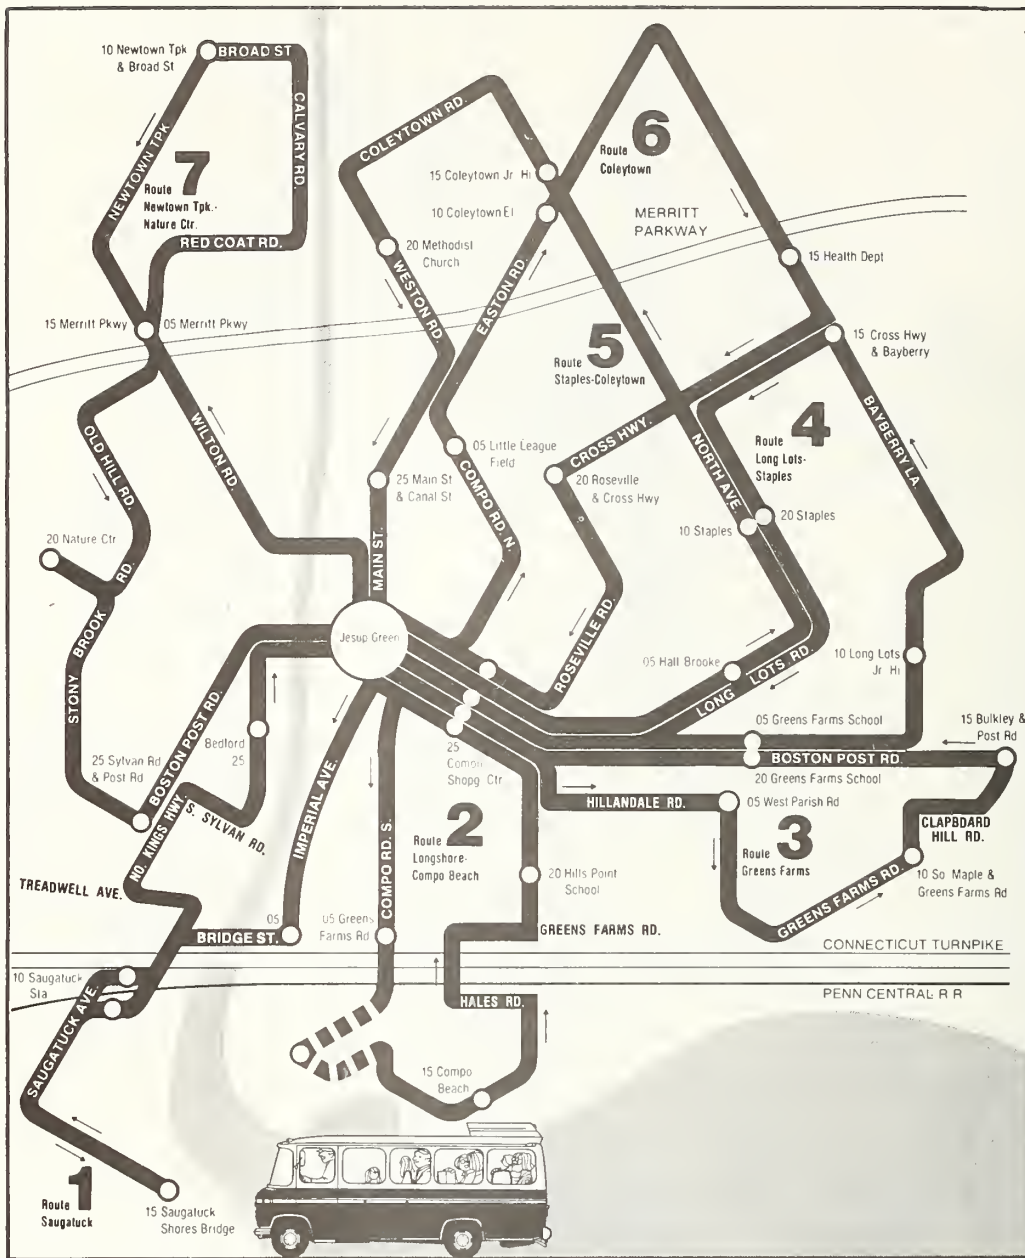 10 Newtown Tpk
& Broad St
BROAD ST
CALVARY RD.
NEWTOWN TPK
Route 7
Newtown Tpk.-
Nature Ctr.
RED COAT RD.
15 Merritt Pkwy
05 Merritt Pkwy
OLD HILL RD.
WILTON RD.
20 Nature Ctr
STONY BROOK RD.
25 Sylvan Rd
& Post Rd
BOSTON POST RD.
Bedford
25
NO. KINGS HWY.
S. SYLVAN RD.
TREADWELL AVE.
IMPERIAL AVE.
05
BRIDGE ST.
10 Saugatuck
Sta
SAUGATUCK AVE.
Route 1
Saugatuck
15 Saugatuck
Shores Bridge
COLEYTOWN RD.
15 Coleytown Jr Hi
10 Coleytown El
20 Methodist
Church
WESTON RD.
EASTON RD.
Route 6
Coleytown
MERRITT
PARKWAY
15 Health Dept
15 Cross Hwy
& Bayberry
Route 5
Staples-Coleytown
CROSS HWY.
NORTH AVE.
Route 4
Long Lots-
Staples
BAYBERRY LA.
05 Little League
Field
COMPO RD. N.
25 Main St
& Canal St
MAIN ST.
20 Roseville
& Cross Hwy
10 Staples
20 Staples
ROSEVILLE RD.
Jesup Green
05 Hall Brooke
LONG LOTS RD.
10 Long Lots
Jr Hi
05 Greens Farms School
BOSTON POST RD.
20 Greens Farms School
15 Bulkley &
Post Rd
25
Compo
Shopg Ctr
HILLANDALE RD.
05 West Parish Rd
Route 3
Greens Farms
CLAPBOARD
HILL RD.
10 So Maple &
Greens Farms Rd
GREENS FARMS RD.
Route 2
Longshore-
Compo Beach
COMPO RD. S.
05 Greens
Farms Rd
20 Hills Point
School
GREENS FARMS RD.
CONNECTICUT TURNPIKE
PENN CENTRAL R R
HALES RD.
15 Compo
Beach